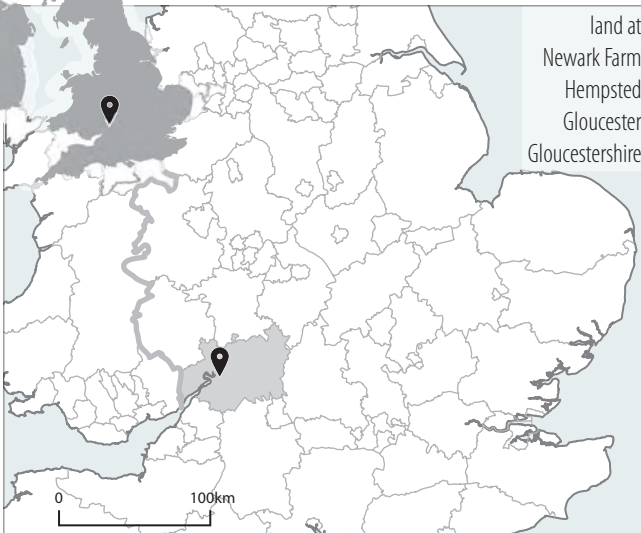 land at
Newark Farm
Hempsted
Gloucester
Gloucestershire
0 100km